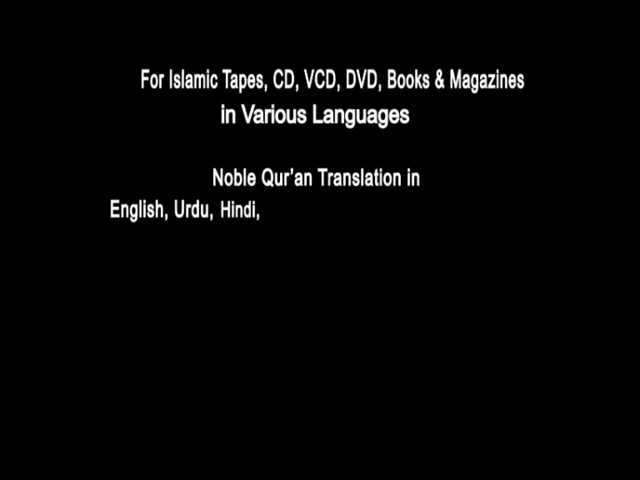 For Islamic Tapes, CD, VCD, DVD, Books & Magazines
in Various Languages
Noble Qur’an Translation in
English, Urdu, Hindi,